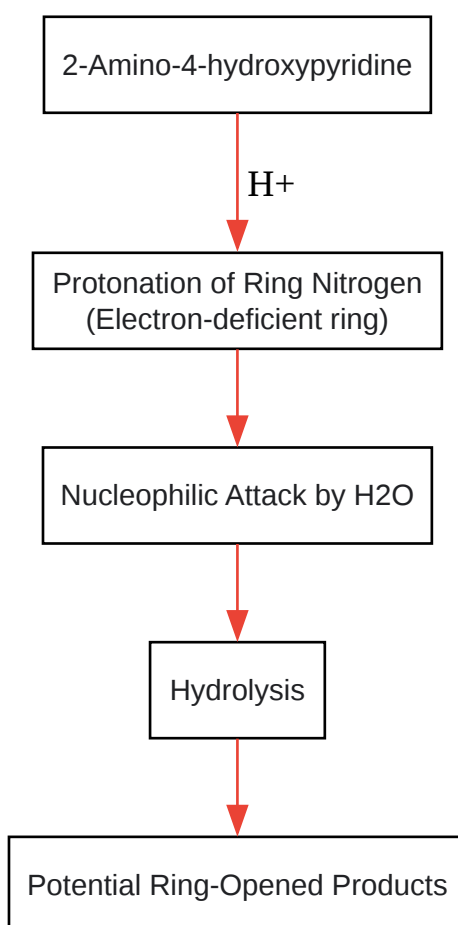 2-Amino-4-hydroxypyridine
H+
Protonation of Ring Nitrogen
(Electron-deficient ring)
Nucleophilic Attack by H2O
Hydrolysis
Potential Ring-Opened Products